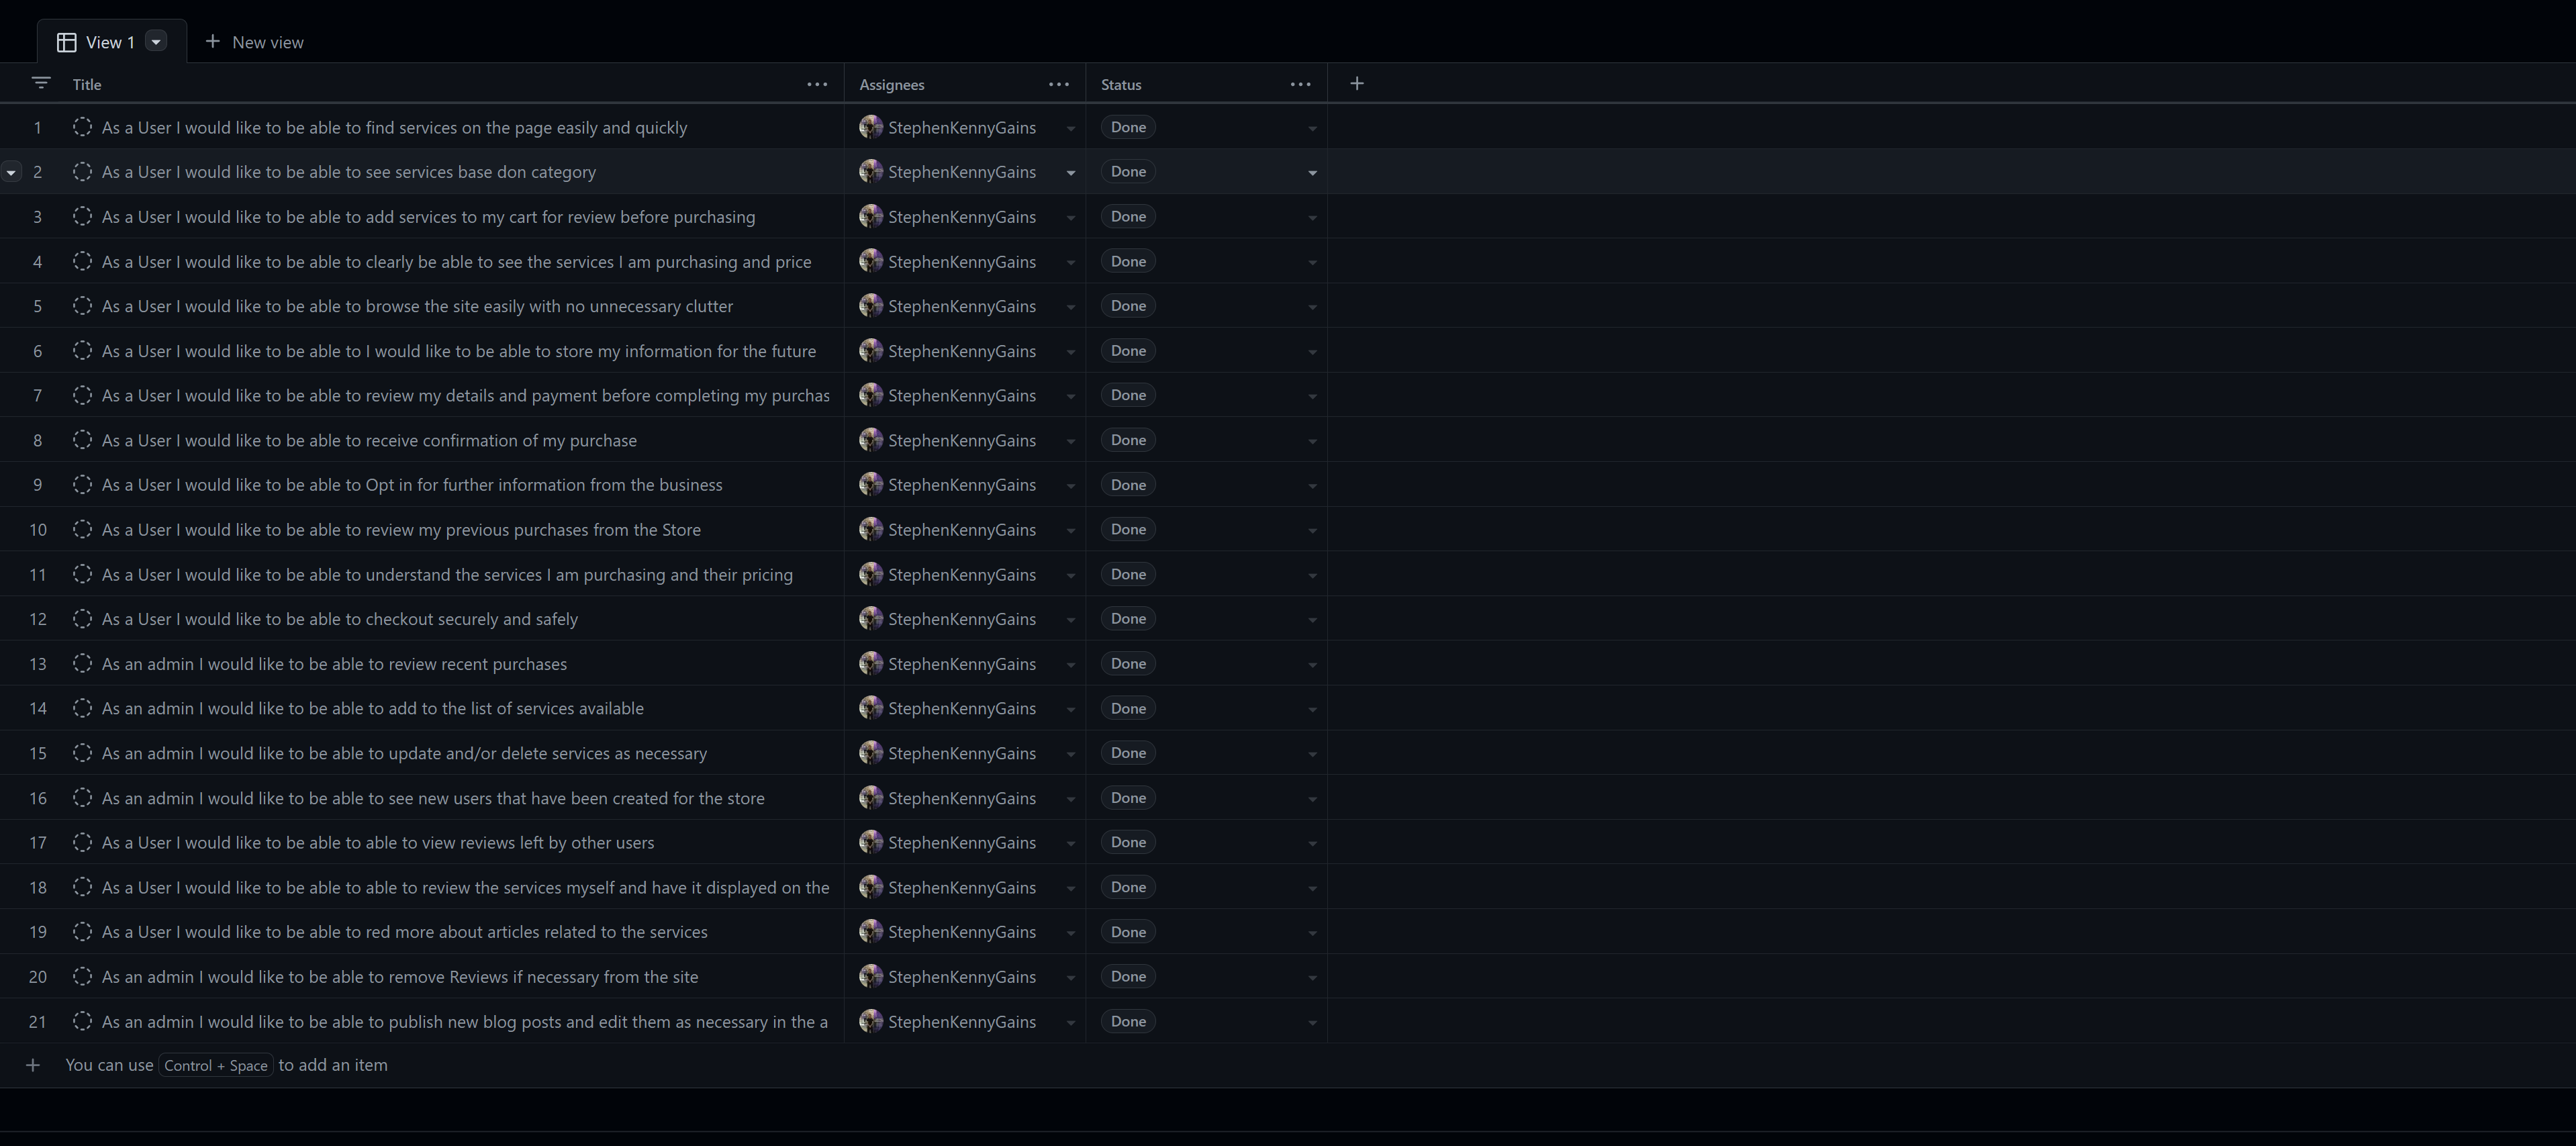 View 1 New view
Title Assignees Status
1 As a User I would like to be able to find services on the page easily and quickly StephenKennyGains Done
2 As a User I would like to be able to see services base don category StephenKennyGains Done
3 As a User I would like to be able to add services to my cart for review before purchasing StephenKennyGains Done
4 As a User I would like to be able to clearly be able to see the services I am purchasing and price StephenKennyGains Done
5 As a User I would like to be able to browse the site easily with no unnecessary clutter StephenKennyGains Done
6 As a User I would like to be able to I would like to be able to store my information for the future StephenKennyGains Done
7 As a User I would like to be able to review my details and payment before completing my purchas StephenKennyGains Done
8 As a User I would like to be able to receive confirmation of my purchase StephenKennyGains Done
9 As a User I would like to be able to Opt in for further information from the business StephenKennyGains Done
10 As a User I would like to be able to review my previous purchases from the Store StephenKennyGains Done
11 As a User I would like to be able to understand the services I am purchasing and their pricing StephenKennyGains Done
12 As a User I would like to be able to checkout securely and safely StephenKennyGains Done
13 As an admin I would like to be able to review recent purchases StephenKennyGains Done
14 As an admin I would like to be able to add to the list of services available StephenKennyGains Done
15 As an admin I would like to be able to update and/or delete services as necessary StephenKennyGains Done
16 As an admin I would like to be able to see new users that have been created for the store StephenKennyGains Done
17 As a User I would like to be able to able to view reviews left by other users StephenKennyGains Done
18 As a User I would like to be able to able to review the services myself and have it displayed on the StephenKennyGains Done
19 As a User I would like to be able to red more about articles related to the services StephenKennyGains Done
20 As an admin I would like to be able to remove Reviews if necessary from the site StephenKennyGains Done
21 As an admin I would like to be able to publish new blog posts and edit them as necessary in the a StephenKennyGains Done
You can use Control + Space to add an item